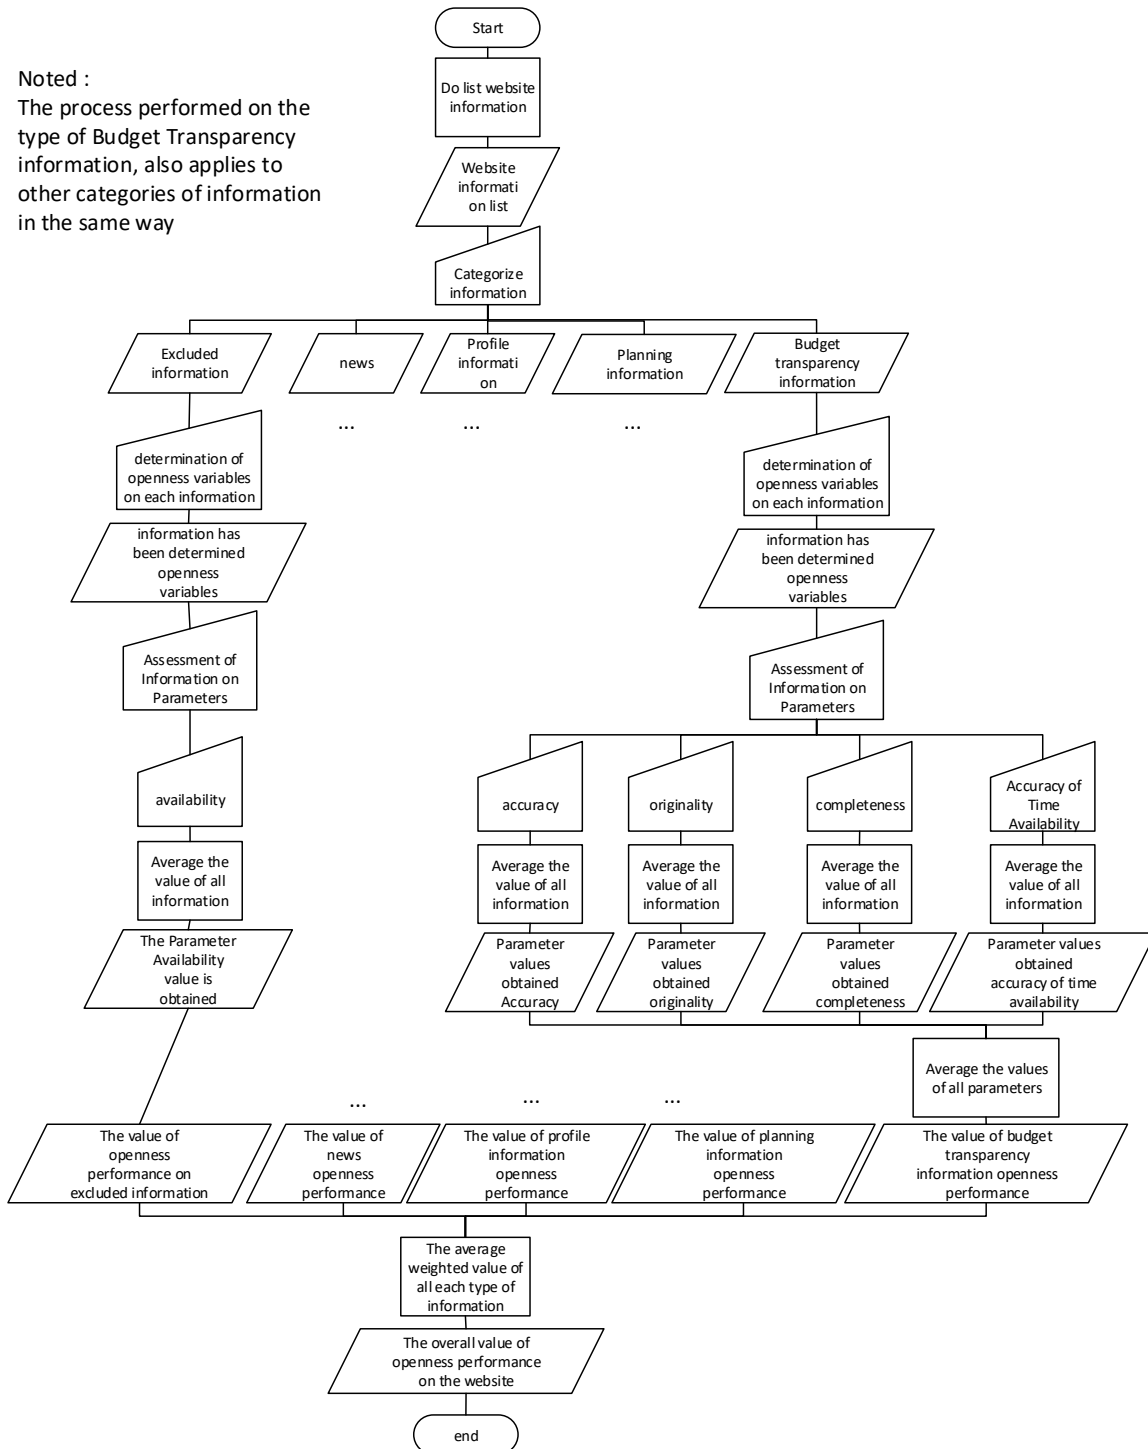 Start
Noted :
The process performed on the
type of Budget Transparency
information, also applies to
other categories of information
in the same way
Do list website
information
Website
informati
on list
Categorize
information
Excluded
information
news
Profile
informati
on
Planning
information
Budget
transparency
information
...
...
...
determination of
openness variables
on each information
determination of
openness variables
on each information
information has
been determined
openness
variables
information has
been determined
openness
variables
Assessment of
Information on
Parameters
Assessment of
Information on
Parameters
availability
accuracy
originality
completeness
Accuracy of
Time
Availability
Average the
value of all
information
Average the
value of all
information
Average the
value of all
information
Average the
value of all
information
Average the
value of all
information
The Parameter
Availability
value is
obtained
Parameter
values
obtained
Accuracy
Parameter
values
obtained
originality
Parameter
values
obtained
completeness
Parameter values
obtained
accuracy of time
availability
Average the values
of all parameters
...
...
...
The value of
openness
performance on
excluded information
The value of
news
openness
performance
The value of profile
information
openness
performance
The value of planning
information
openness
performance
The value of budget
transparency
information openness
performance
The average
weighted value of
all each type of
information
The overall value of
openness performance
on the website
end